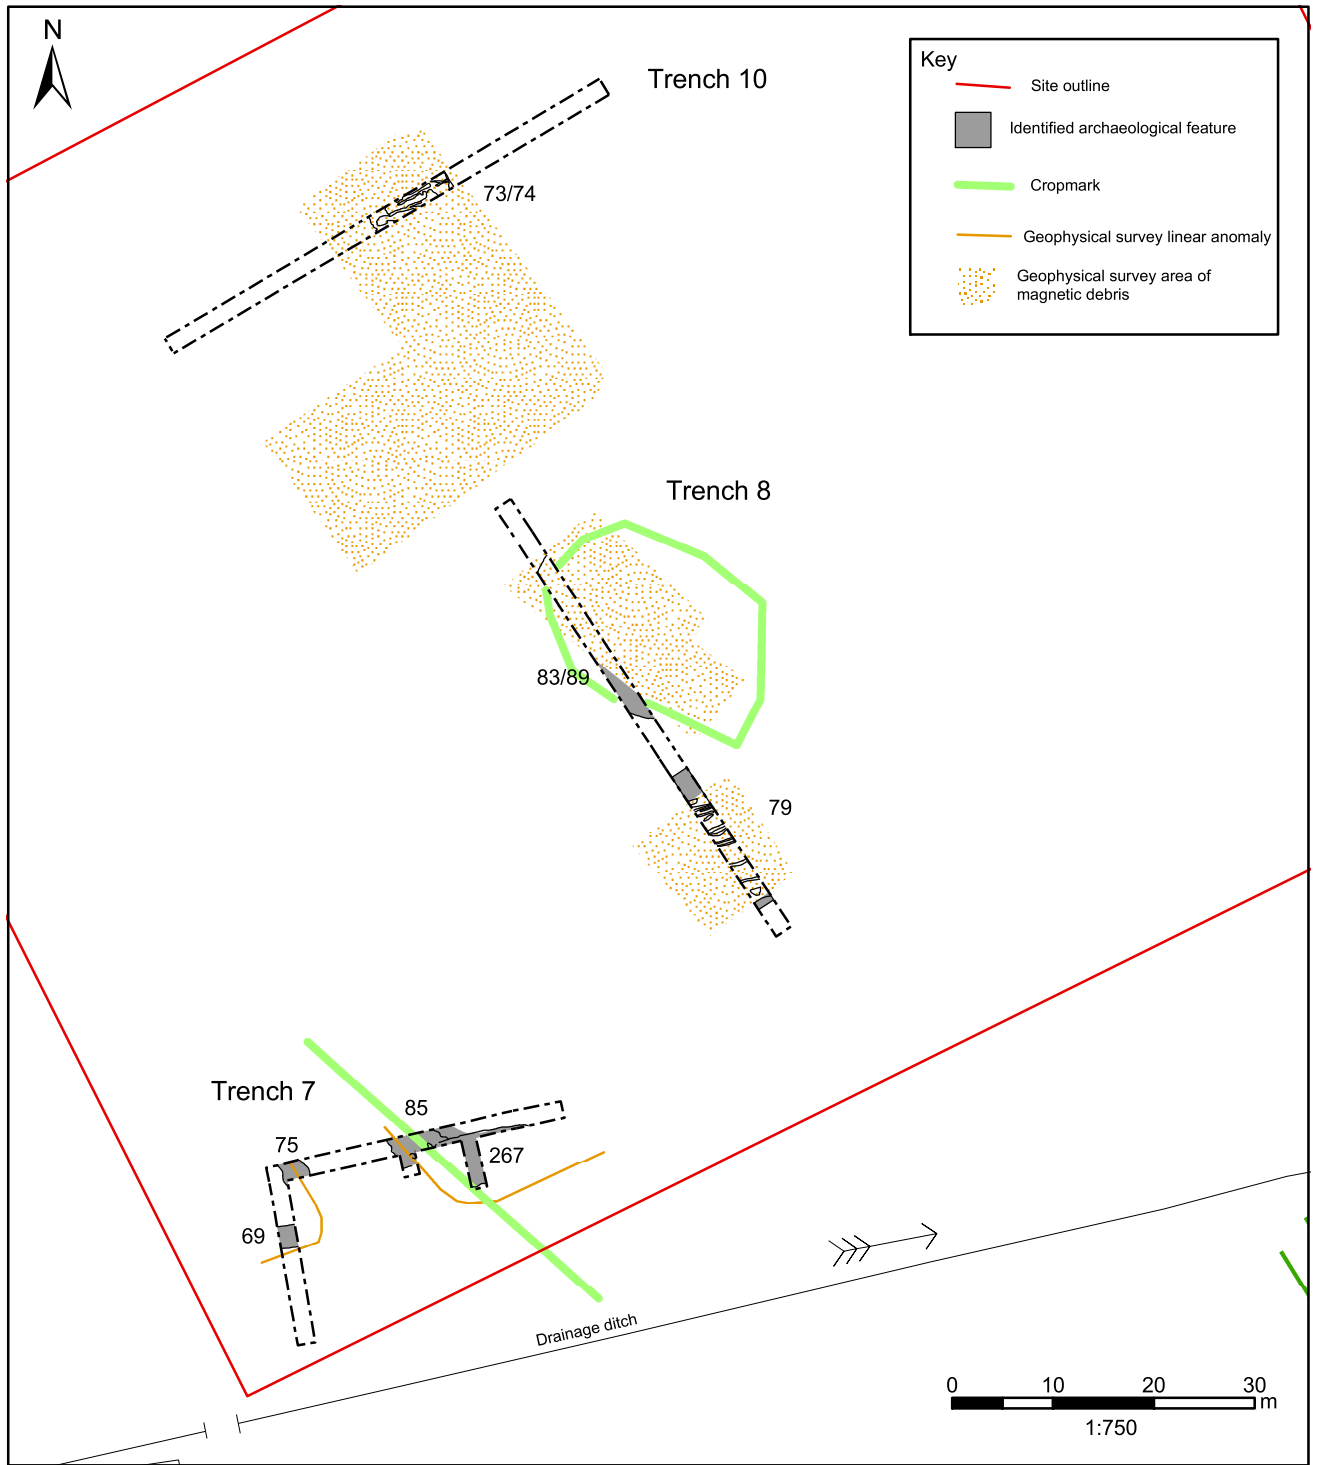 N
Trench 10
Key
Site outline
Identified archaeological feature
Cropmark
Geophysical survey linear anomaly
Geophysical survey area of
magnetic debris
73/74
Trench 8
83/89
79
Trench 7
85
75
267
69
Drainage ditch
0 10 20 30
m
1:750